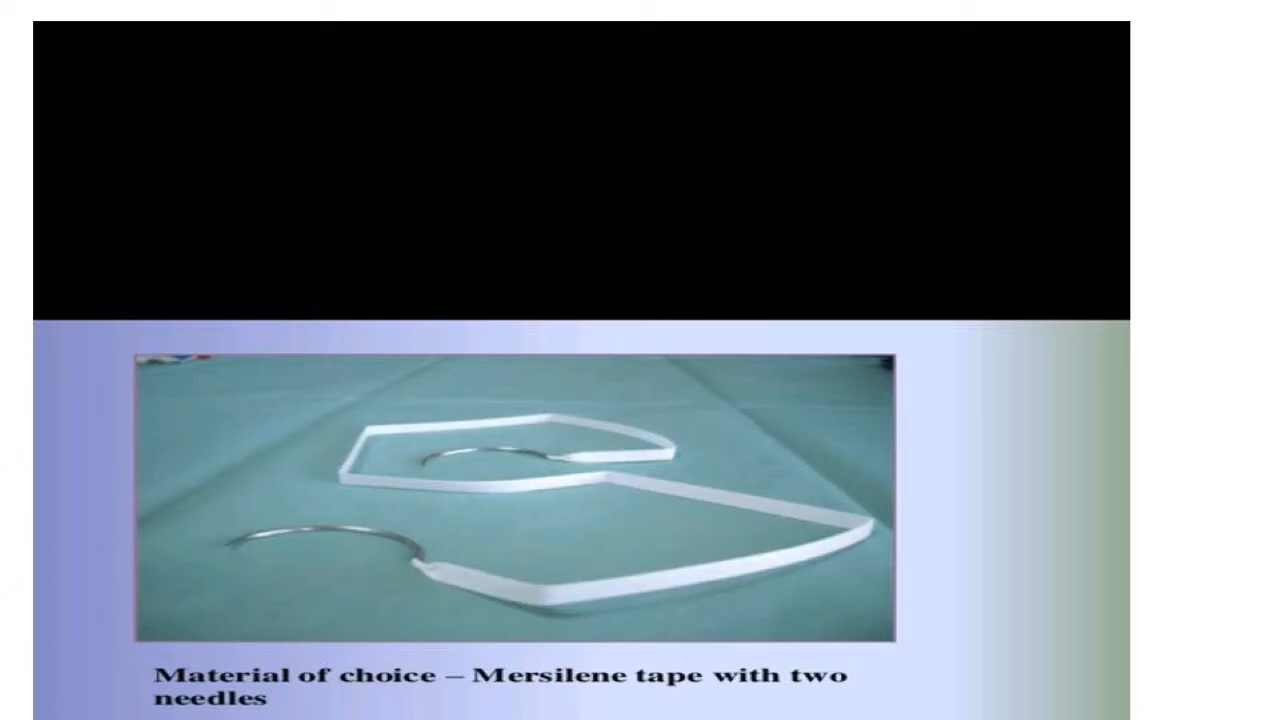 Material of choice – Mersilene tape with two
needles